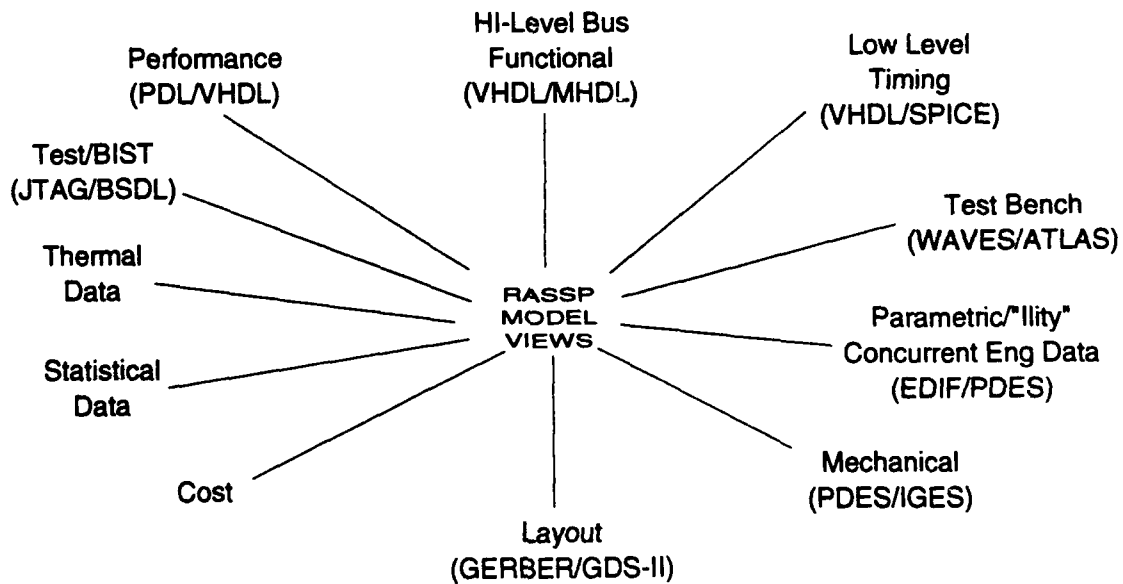 HI-Level Bus
Functional
(VHDL/MHDL)
Performance
(PDL/VHDL)
Low Level
Timing
(VHDL/SPICE)
Test/BIST
(JTAG/BSDL)
Test Bench
(WAVES/ATLAS)
Thermal
Data
RASSP
MODEL
VIEWS
Parametric/"Ility"
Concurrent Eng Data
(EDIF/PDES)
Statistical
Data
Mechanical
(PDES/IGES)
Cost
Layout
(GERBER/GDS-II)